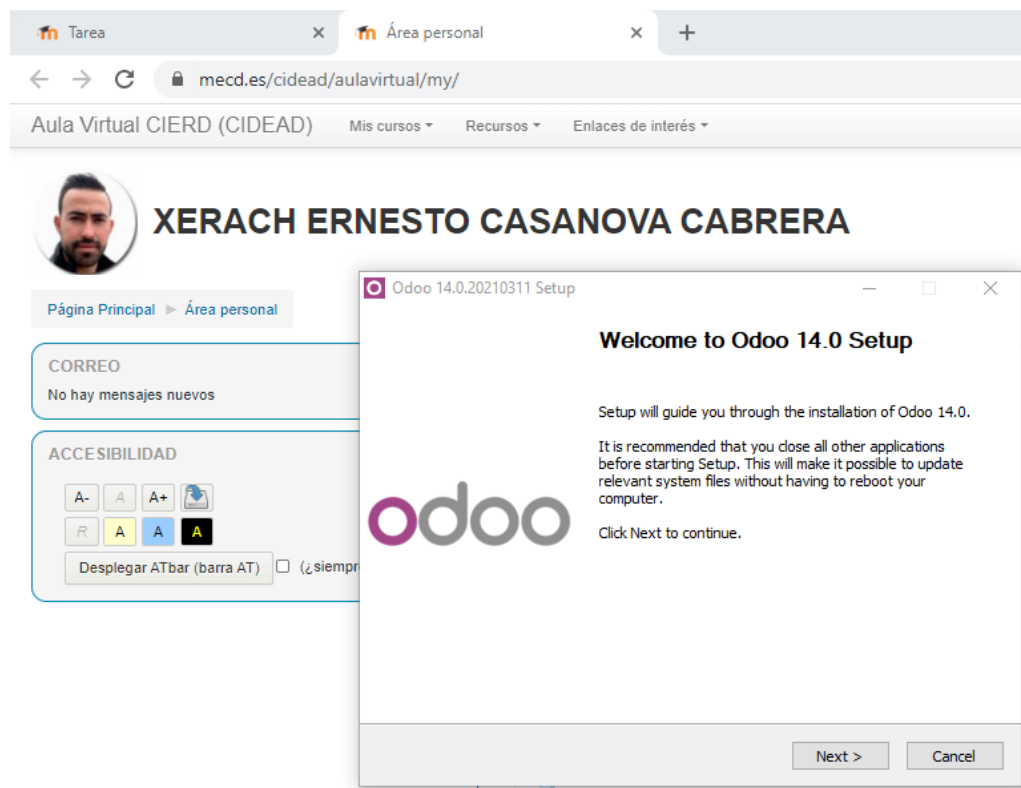 Tarea
Área personal
mecd.es/cidead/aulavirtual/my/
Aula Virtual CIERD (CIDEAD) Mis cursos Recursos Enlaces de interés
XERACH ERNESTO CASANOVA CABRERA
Página Principal ► Área personal
CORREO
No hay mensajes nuevos
ACCESIBILIDAD
A- A A+
R A A A
Desplegar ATbar (barra AT) (¿siempr
Odoo 14.0.20210311 Setup
Welcome to Odoo 14.0 Setup
Setup will guide you through the installation of Odoo 14.0.
It is recommended that you close all other applications
before starting Setup. This will make it possible to update
relevant system files without having to reboot your
computer.
Click Next to continue.
odoo
Next >
Cancel